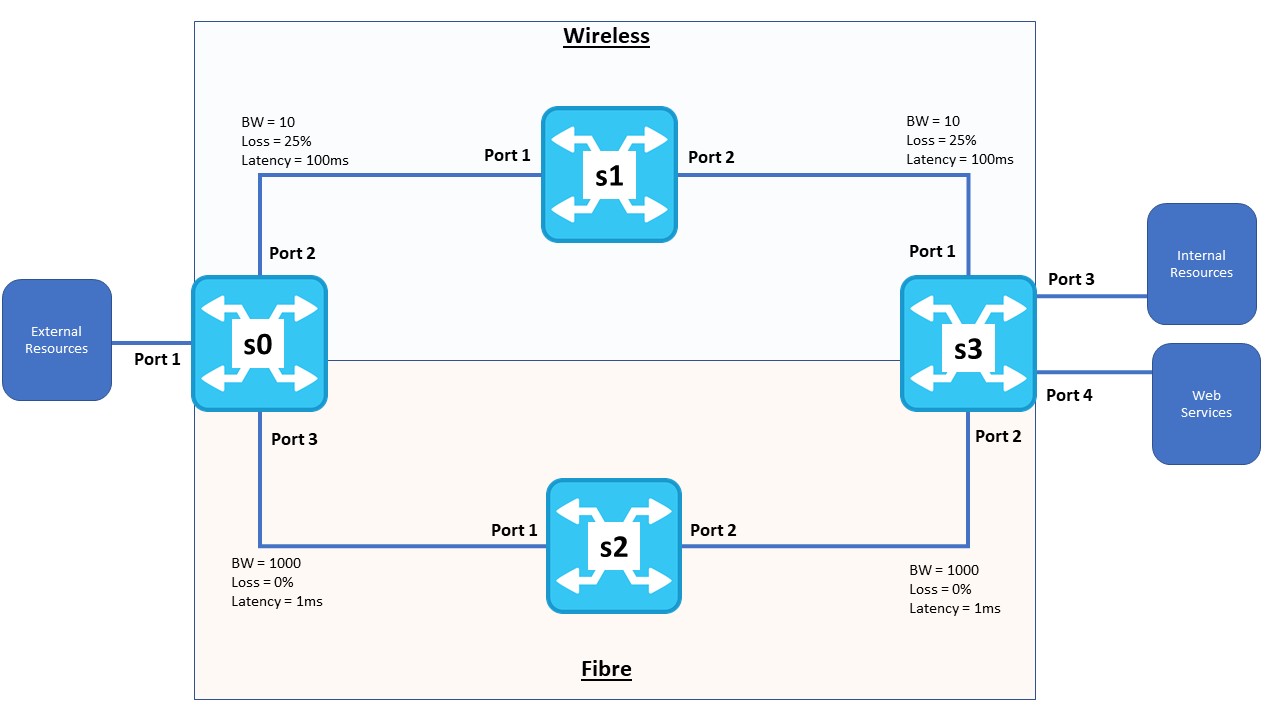 Wireless
BW = 10
Loss = 25%
Latency = 100ms
BW = 10
Loss = 25%
Latency = 100ms
Port 1
s1
Port 2
Port 2
Port 1
External
Resources
Port 1
s0
s3
Port 3
Internal
Resources
Port 4
Web
Services
Port 3
Port 2
Port 1
s2
Port 2
BW = 1000
Loss = 0%
Latency = 1ms
BW = 1000
Loss = 0%
Latency = 1ms
Fibre